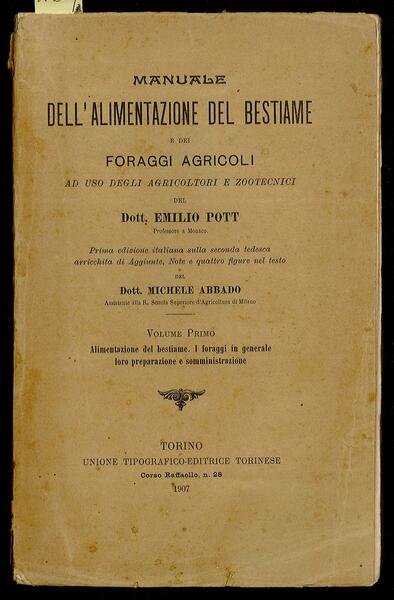 MANUALE
DELL'ALIMENTAZIONE DEL BESTIAME
E DEI
FORAGGI AGRICOLI
AD USO DEGLI AGRICOLTORI E ZOOTECNICI
DEL
Dott. EMILIO POTT
Professore a Monaco.
Prima edizione italiana sulla seconda tedesca
arricchita di Aggiunte, Note e quattro figure nel testo
DEL
Dott. MICHELE ABBADO
Assistente alla R. Scuola Superiore d'Agricoltura di Milano
VOLUME PRIMO
Alimentazione del bestiame. I foraggi in generale
loro preparazione e somministrazione
TORINO
UNIONE TIPOGRAFICO-EDITRICE TORINESE
Corso Raffaello, n. 28
1907